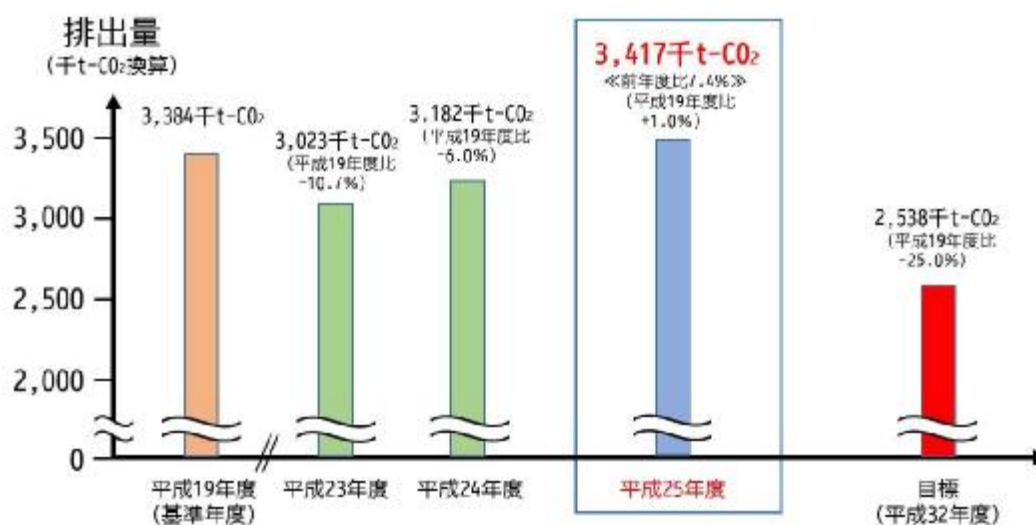 排出量
(千t-CO₂換算)
3,500
3,000
2,500
2,000
0
3,384千t-CO₂
3,023千t-CO₂
(平成19年度比
-10.7%)
3,182千t-CO₂
(平成19年度比
-6.0%)
3,417千t-CO₂
≪前年度比7.4%≫
(平成19年度比
+1.0%)
2,538千t-CO₂
(平成19年度比
-25.0%)
平成19年度
(基準年度)
平成23年度
平成24年度
平成25年度
目標
(平成32年度)